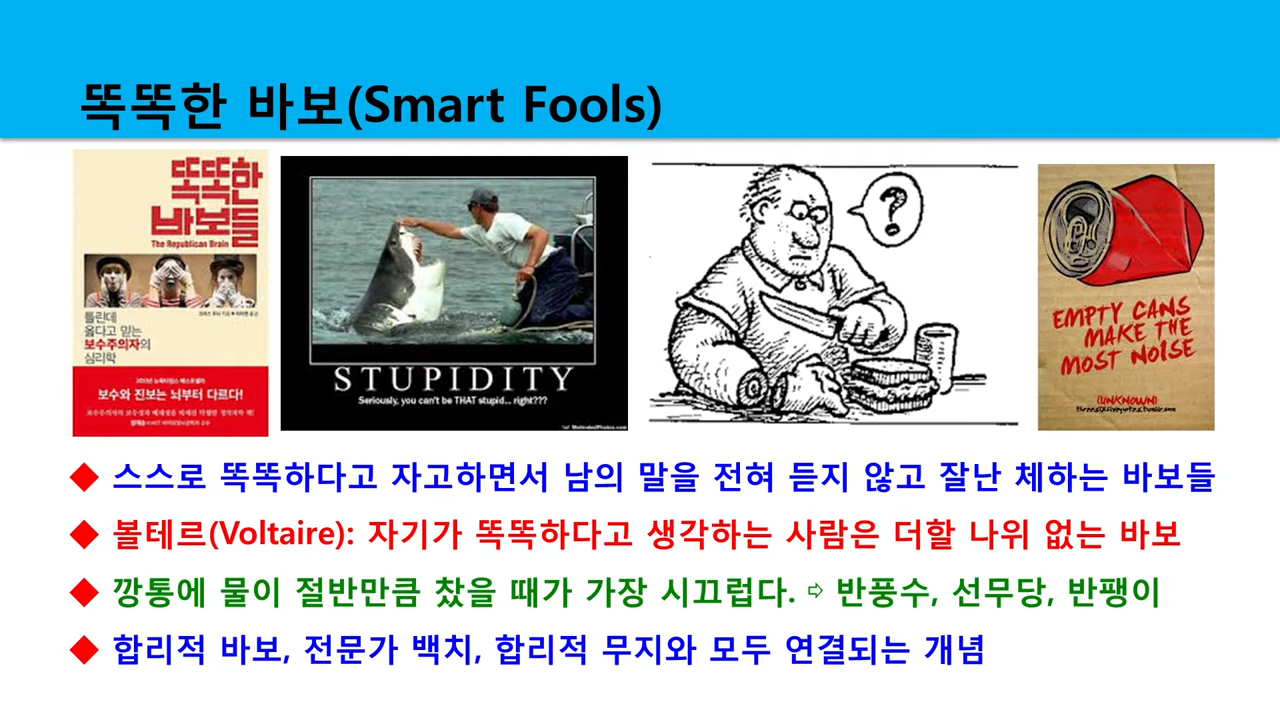 똑똑한 바보(Smart Fools)
똑똑한
바보들
The Republican Brain
틀린데
옳다고 믿는
보수주의자의
심리학
보수와 진보는 뇌부터 다르다!
STUPIDITY
Seriously, you can't be THAT stupid... right???
?
EMPTY CANS
MAKE THE
MOST NOISE
(UNKNOWN)
◆ 스스로 똑똑하다고 자고하면서 남의 말을 전혀 듣지 않고 잘난 체하는 바보들
◆ 볼테르(Voltaire): 자기가 똑똑하다고 생각하는 사람은 더할 나위 없는 바보
◆ 깡통에 물이 절반만큼 찼을 때가 가장 시끄럽다. ⇨ 반풍수, 선무당, 반팽이
◆ 합리적 바보, 전문가 백치, 합리적 무지와 모두 연결되는 개념